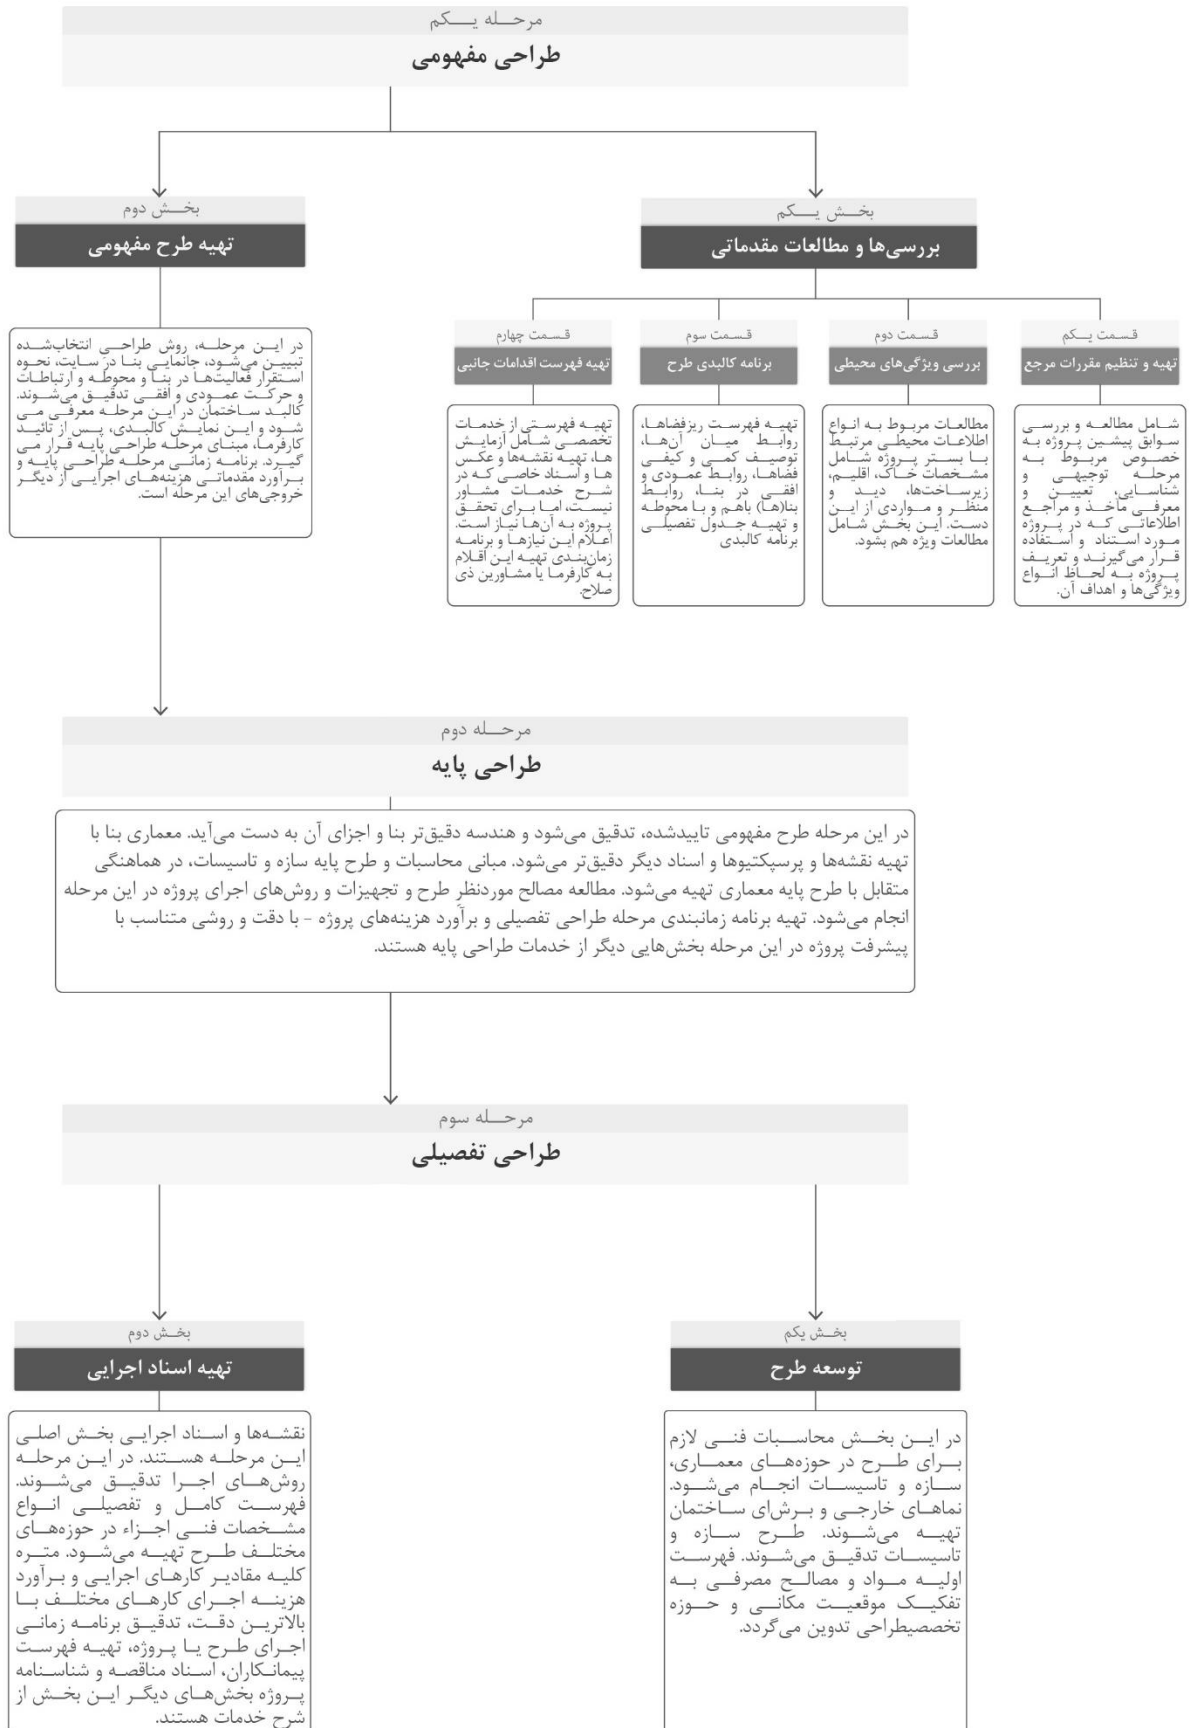 مرحله یکم
طراحی مفهومی
بخش یکم
بررسی‌ها و مطالعات مقدماتی
قسمت یکم
تهیه و تنظیم مقررات مرجع
شامل مطالعه و بررسی
سوابق پیشین پروژه به
خصوص مربوط به
مرحله توجیهی و
شناسایی، تعیین و
معرفی مآخذ و مراجع
اطلاعاتی که در پروژه
مورد استناد و استفاده
قرار می‌گیرند و تعریف
پروژه به لحاظ انواع
ویژگی‌ها و اهداف آن.
قسمت دوم
بررسی ویژگی‌های محیطی
مطالعات مربوط به انواع
اطلاعات محیطی مرتبط
با بستر پروژه شامل
مشخصات خاک، اقلیم،
زیرساخت‌ها، دید و
منظر و مواردی از این
دست. این بخش شامل
مطالعات ویژه هم بشود.
قسمت سوم
برنامه کالبدی طرح
تهیه فهرست ریزفضاها،
روابط میان آن‌ها،
توصیف کمی و کیفی
فضاها، روابط عمودی و
افقی در بنا، روابط
بنا(ها) باهم و با محوطه
و تهیه جدول تفصیلی
برنامه کالبدی
قسمت چهارم
تهیه فهرست اقدامات جانبی
تهیه فهرستی از خدمات
تخصصی شامل آزمایش
ها، تهیه نقشه‌ها و عکس
ها و اسناد خاصی که در
شرح خدمات مشاور
نیست، اما برای تحقق
پروژه به آن‌ها نیاز است.
اعلام این نیازها و برنامه
زمان‌بندی تهیه این اقلام
به کارفرما یا مشاورین ذی
صلاح.
بخش دوم
تهیه طرح مفهومی
در این مرحله، روش طراحی انتخاب‌شده
تبیین می‌شود، جانمایی بنا در سایت، نحوه
استقرار فعالیت‌ها در بنا و محوطه و ارتباطات
و حرکت عمودی و افقی تدقیق می‌شوند.
کالبد ساختمان در این مرحله معرفی می
شود و این نمایش کالبدی، پس از تائید
کارفرما، مبنای مرحله طراحی پایه قرار می
گیرد. برنامه زمانی مرحله طراحی پایه و
برآورد مقدماتی هزینه‌های اجرایی از دیگر
خروجی‌های این مرحله است.
مرحله دوم
طراحی پایه
در این مرحله طرح مفهومی تاییدشده، تدقیق می‌شود و هندسه دقیق‌تر بنا و اجزای آن به دست می‌آید. معماری بنا با
تهیه نقشه‌ها و پرسپکتیوها و اسناد دیگر دقیق‌تر می‌شود. مبانی محاسبات و طرح پایه سازه و تاسیسات، در هماهنگی
متقابل با طرح پایه معماری تهیه می‌شود. مطالعه مصالح موردنظرِ طرح و تجهیزات و روش‌های اجرای پروژه در این مرحله
انجام می‌شود. تهیه برنامه زمانبندی مرحله طراحی تفصیلی و برآورد هزینه‌های پروژه - با دقت و روشی متناسب با
پیشرفت پروژه در این مرحله بخش‌هایی دیگر از خدمات طراحی پایه هستند.
مرحله سوم
طراحی تفصیلی
بخش یکم
توسعه طرح
در این بخش محاسبات فنی لازم
برای طرح در حوزه‌های معماری،
سازه و تاسیسات انجام می‌شود.
نماهای خارجی و برش‌ای ساختمان
تهیه می‌شوند. طرح سازه و
تاسیسات تدقیق می‌شوند. فهرست
اولیه مواد و مصالح مصرفی به
تفکیک موقعیت مکانی و حوزه
تخصصیطراحی تدوین می‌گردد.
بخش دوم
تهیه اسناد اجرایی
نقشه‌ها و اسناد اجرایی بخش اصلی
این مرحله هستند. در این مرحله
روش‌های اجرا تدقیق می‌شوند.
فهرست کامل و تفصیلی انواع
مشخصات فنی اجزاء در حوزه‌های
مختلف طرح تهیه می‌شود. متره
کلیه مقادیر کارهای اجرایی و برآورد
هزینه اجرای کارهای مختلف با
بالاترین دقت، تدقیق برنامه زمانی
اجرای طرح یا پروژه، تهیه فهرست
پیمانکاران، اسناد مناقصه و شناسنامه
پروژه بخش‌های دیگر این بخش از
شرح خدمات هستند.